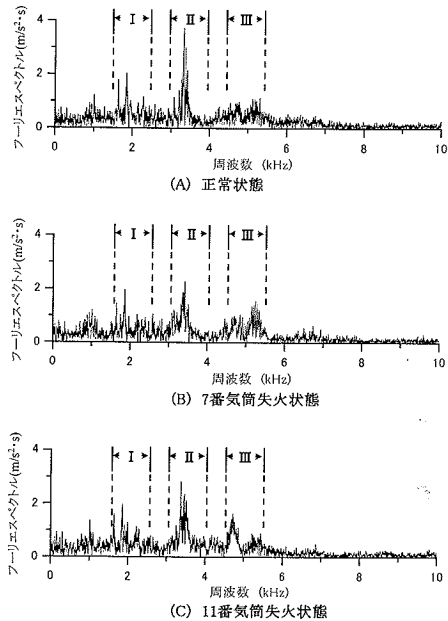 フーリエスペクトル(m/s²·s)
4
2
0
I
II
III
0 2 4 6 8 10
周波数 (kHz)
(A) 正常状態
フーリエスペクトル(m/s²·s)
4
2
0
I
II
III
0 2 4 6 8 10
周波数 (kHz)
(B) 7番気筒失火状態
フーリエスペクトル(m/s²·s)
4
2
0
I
II
III
0 2 4 6 8 10
周波数 (kHz)
(C) 11番気筒失火状態